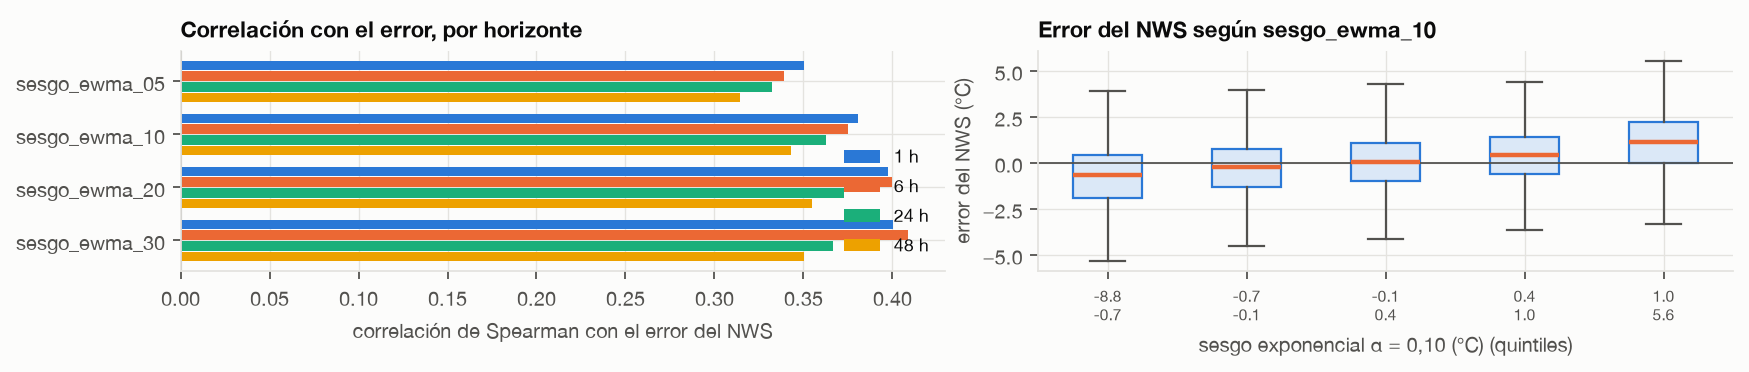 Correlación con el error, por horizonte
sesgo_ewma_05
sesgo_ewma_10
sesgo_ewma_20
sesgo_ewma_30
1 h
6 h
24 h
48 h
0.00 0.05 0.10 0.15 0.20 0.25 0.30 0.35 0.40
correlación de Spearman con el error del NWS
Error del NWS según sesgo_ewma_10
error del NWS (°C)
5.0
2.5
0.0
−2.5
−5.0
-8.8 -0.7 -0.1 0.4 1.0
-0.7 -0.1 0.4 1.0 5.6
sesgo exponencial α = 0,10 (°C) (quintiles)